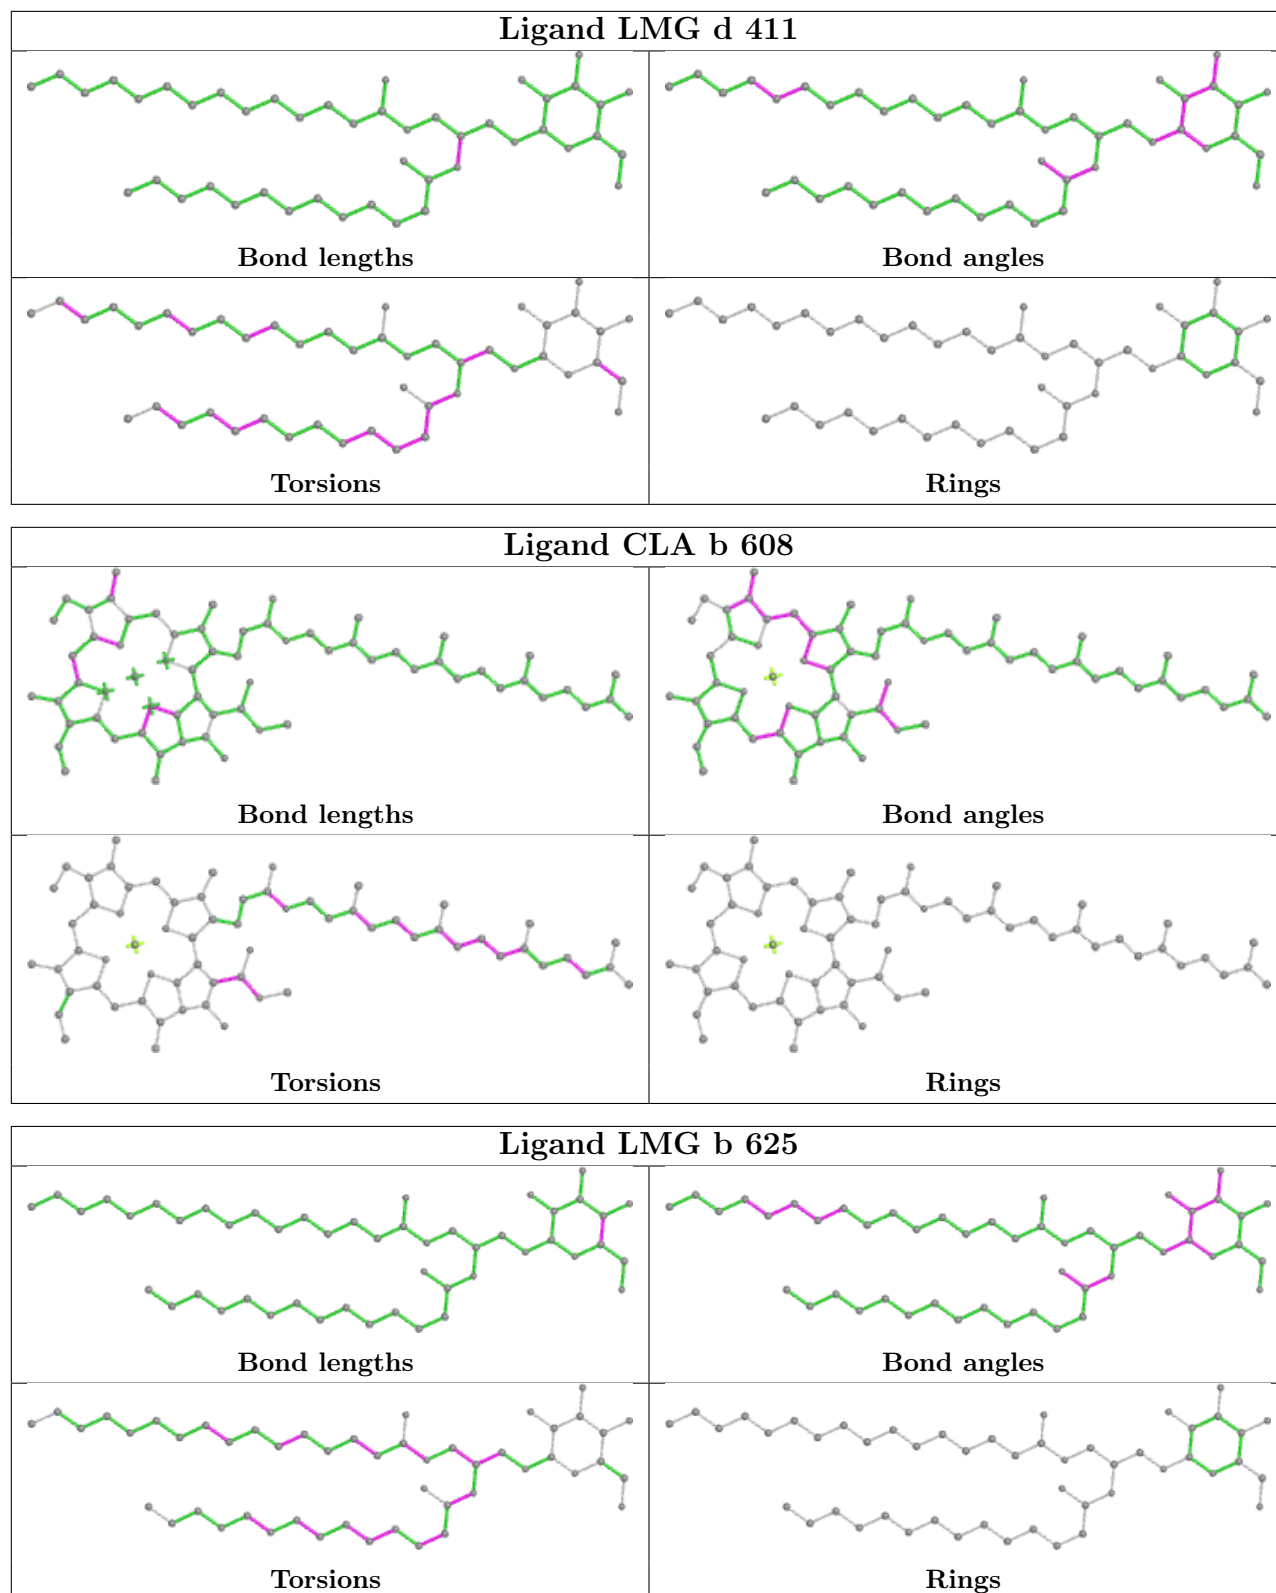 Ligand LMG d 411
Bond lengths
Bond angles
Torsions
Rings
Ligand CLA b 608
Bond lengths
Bond angles
Torsions
Rings
Ligand LMG b 625
Bond lengths
Bond angles
Torsions
Rings